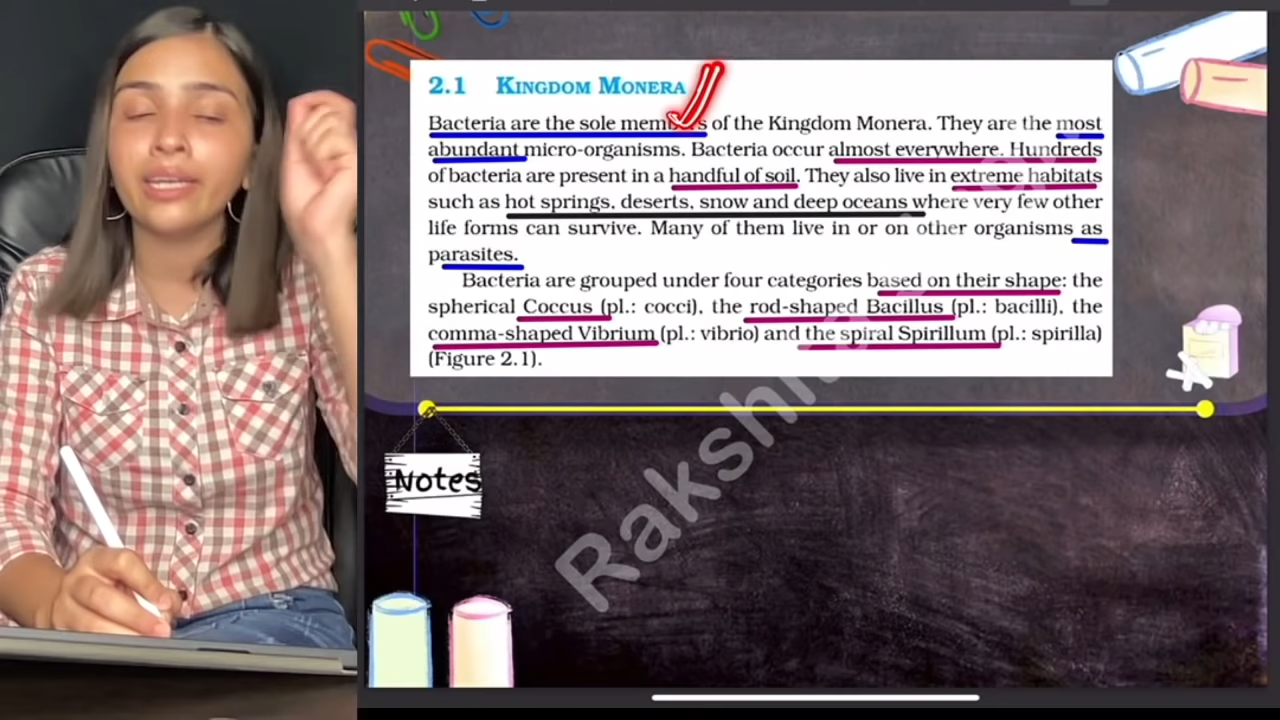 2.1 KINGDOM MONERA
Bacteria are the sole members of the Kingdom Monera. They are the most
abundant micro-organisms. Bacteria occur almost everywhere. Hundreds
of bacteria are present in a handful of soil. They also live in extreme habitats
such as hot springs, deserts, snow and deep oceans where very few other
life forms can survive. Many of them live in or on other organisms as
parasites.
Bacteria are grouped under four categories based on their shape: the
spherical Coccus (pl.: cocci), the rod-shaped Bacillus (pl.: bacilli), the
comma-shaped Vibrium (pl.: vibrio) and the spiral Spirillum (pl.: spirilla)
(Figure 2.1).
Notes